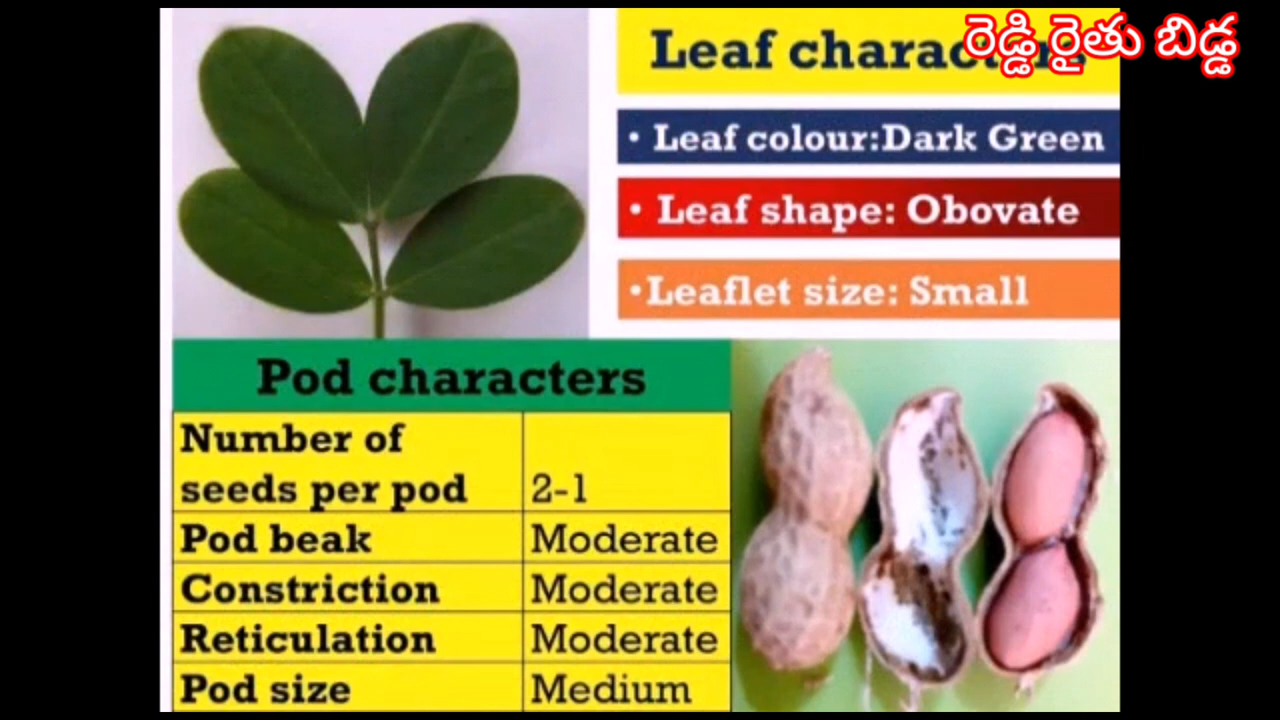 Leaf characters
రెడ్డి రైతు బిడ్డ
• Leaf colour:Dark Green
• Leaf shape: Obovate
•Leaflet size: Small
Pod characters
Number of
seeds per pod 2-1
Pod beak Moderate
Constriction Moderate
Reticulation Moderate
Pod size Medium